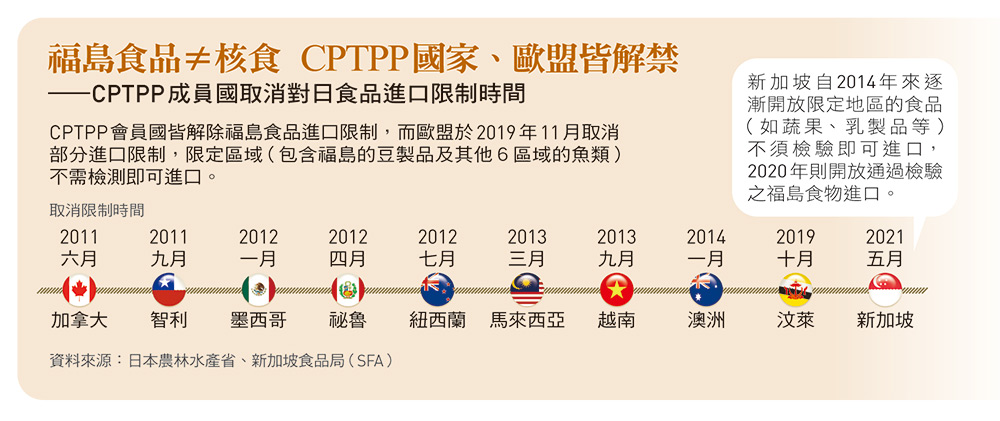 福島食品≠核食 CPTPP國家、歐盟皆解禁
——CPTPP成員國取消對日食品進口限制時間
CPTPP會員國皆解除福島食品進口限制，而歐盟於2019年11月取消
部分進口限制，限定區域（包含福島的豆製品及其他6區域的魚類）
不需檢測即可進口。
新加坡自2014年來逐
漸開放限定地區的食品
（如蔬果、乳製品等）
不須檢驗即可進口，
2020年則開放通過檢驗
之福島食物進口。
取消限制時間
2011 2011 2012 2012 2012 2013 2013 2014 2019 2021
六月 九月 一月 四月 七月 三月 九月 一月 十月 五月
加拿大 智利 墨西哥 祕魯 紐西蘭 馬來西亞 越南 澳洲 汶萊 新加坡
資料來源：日本農林水產省、新加坡食品局（SFA）